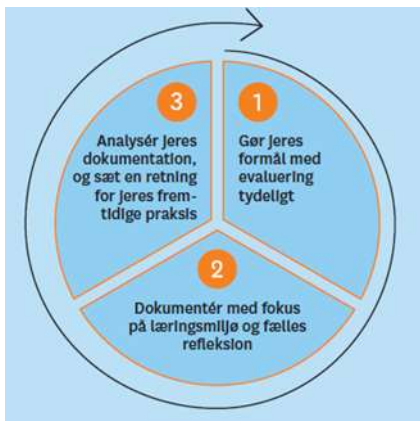 1
Gør jeres
formål med
evaluering
tydeligt
2
Dokumentér med fokus
på læringsmiljø og fælles
refleksion
3
Analysér jeres
dokumentation,
og sæt en retning
for jeres frem-
tidige praksis